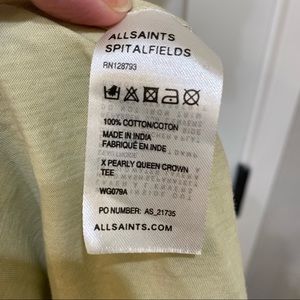 ALLSAINTS
SPITALFIELDS
RN128793
100% COTTON/COTON
MADE IN INDIA
FABRIQUÉ EN INDE
X PEARLY QUEEN CROWN
TEE
WG079A
PO NUMBER: AS_21735
ALLSAINTS.COM